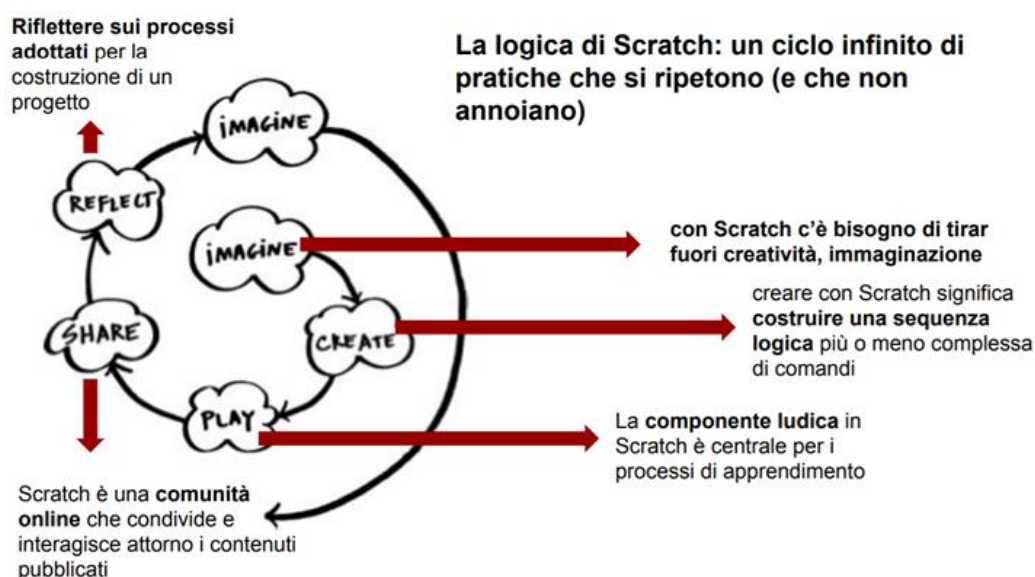 Riflettere sui processi
adottati per la
costruzione di un
progetto
La logica di Scratch: un ciclo infinito di
pratiche che si ripetono (e che non
annoiano)
IMAGINE
REFLECT
IMAGINE
con Scratch c'è bisogno di tirar
fuori creatività, immaginazione
SHARE
CREATE
creare con Scratch significa
costruire una sequenza
logica più o meno complessa
di comandi
PLAY
La componente ludica in
Scratch è centrale per i
processi di apprendimento
Scratch è una comunità
online che condivide e
interagisce attorno i contenuti
pubblicati